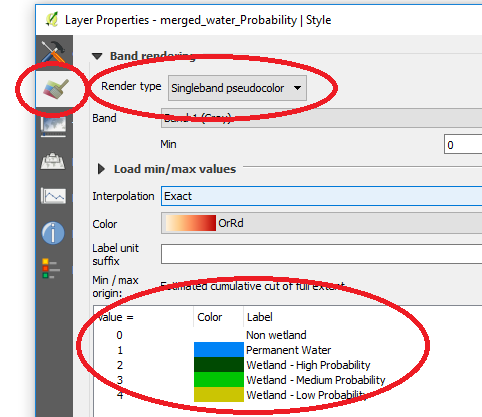 Layer Properties - merged_water_Probability | Style
Band rendering
Render type Singleband pseudocolor
Band Band 1 (Gray)
Min 0
Load min/max values
Interpolation Exact
Color OrRd
Label unit
suffix
Min / max
origin: Estimated cumulative cut of full extent.
Value = Color Label
0 Non wetland
1 Permanent Water
2 Wetland - High Probability
3 Wetland - Medium Probability
4 Wetland - Low Probability